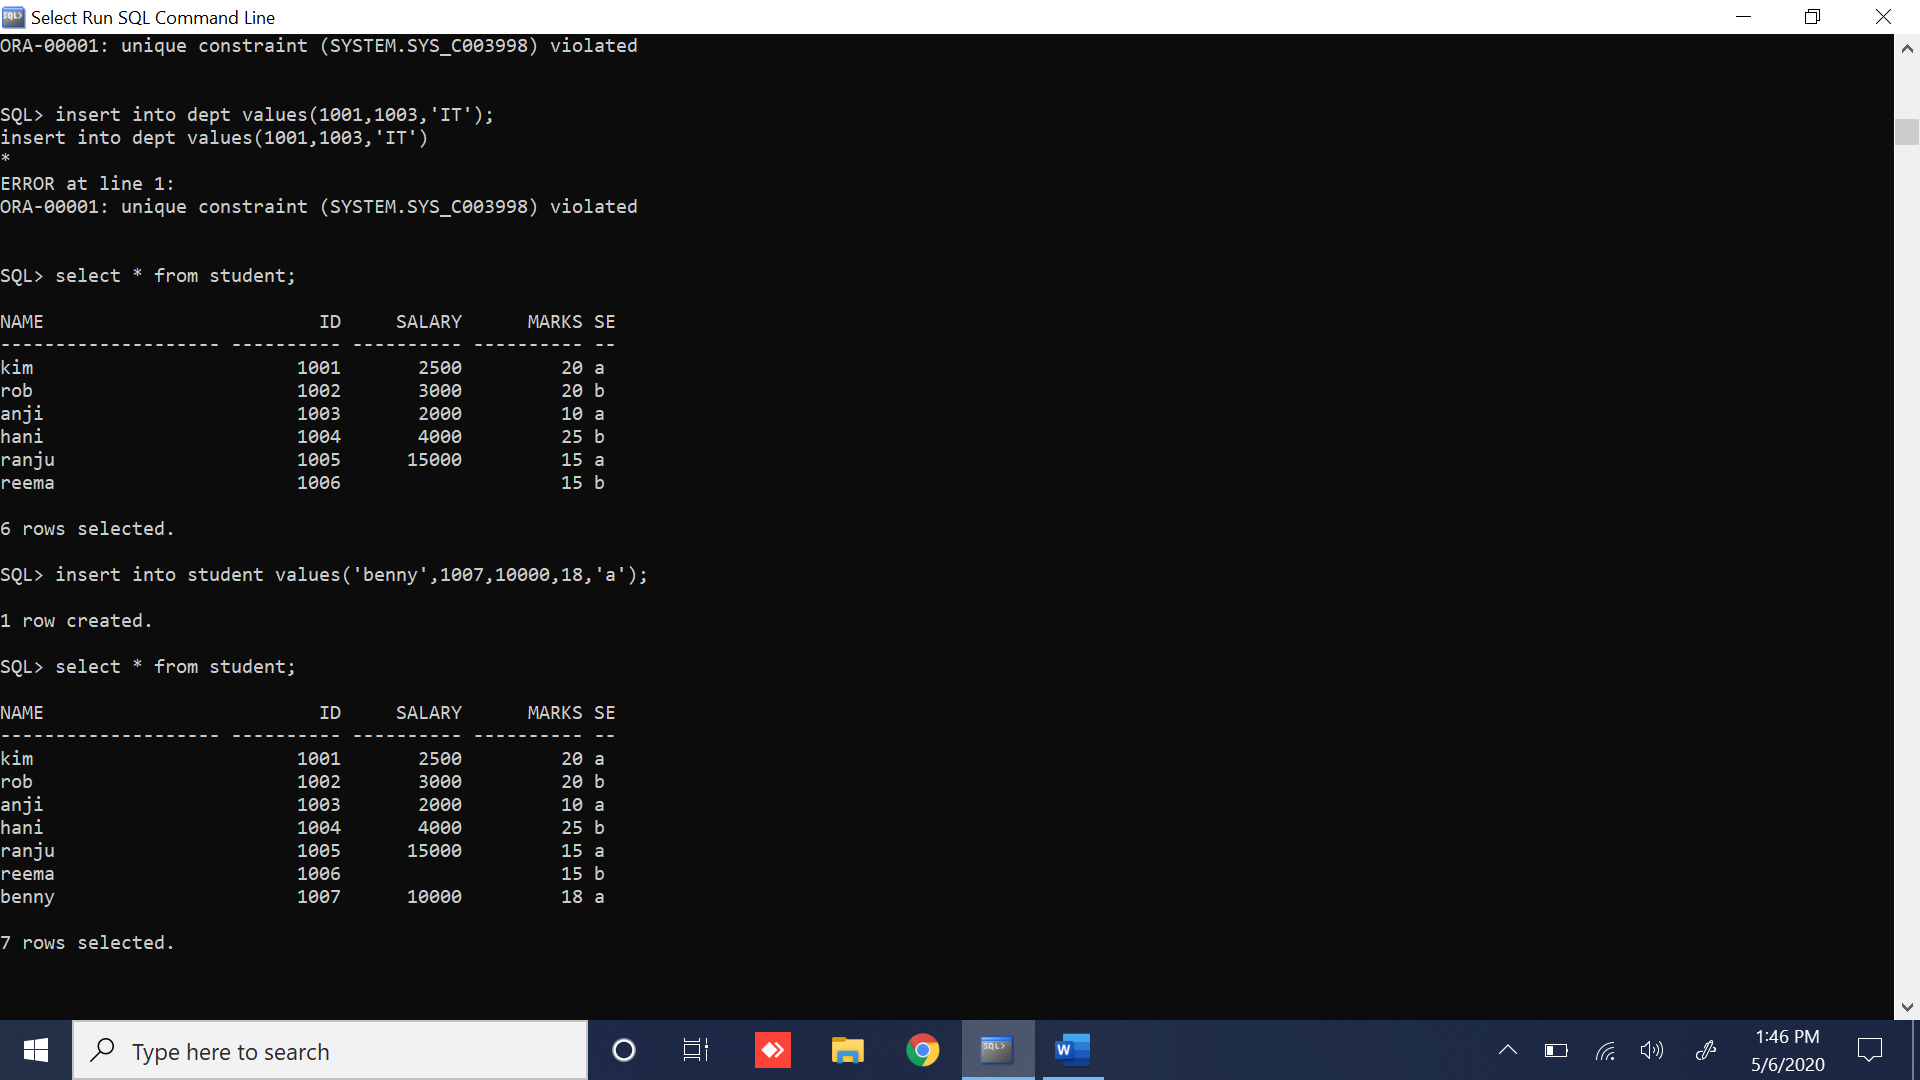 Select Run SQL Command Line
ORA-00001: unique constraint (SYSTEM.SYS_C003998) violated
SQL> insert into dept values(1001,1003,'IT');
insert into dept values(1001,1003,'IT')
*
ERROR at line 1:
ORA-00001: unique constraint (SYSTEM.SYS_C003998) violated
SQL> select * from student;
NAME                         ID     SALARY      MARKS SE
-------------------- ---------- ---------- ---------- --
kim                        1001       2500         20 a
rob                        1002       3000         20 b
anji                       1003       2000         10 a
hani                       1004       4000         25 b
ranju                      1005      15000         15 a
reema                      1006                    15 b
6 rows selected.
SQL> insert into student values('benny',1007,10000,18,'a');
1 row created.
SQL> select * from student;
NAME                         ID     SALARY      MARKS SE
-------------------- ---------- ---------- ---------- --
kim                        1001       2500         20 a
rob                        1002       3000         20 b
anji                       1003       2000         10 a
hani                       1004       4000         25 b
ranju                      1005      15000         15 a
reema                      1006                    15 b
benny                      1007      10000         18 a
7 rows selected.
Type here to search
1:46 PM
5/6/2020